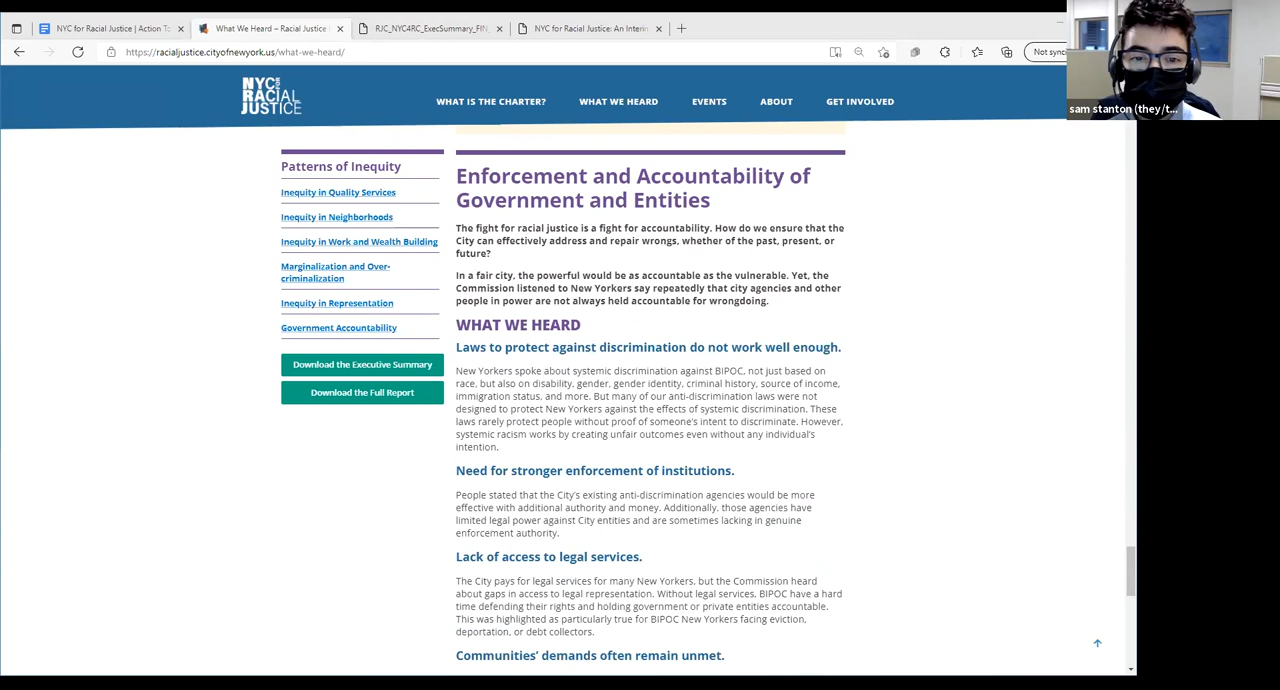 NYC for Racial Justice | Action To
What We Heard – Racial Justice
RJC_NYC4RC_ExecSummary_FIN
NYC for Racial Justice: An Interim
https://racialjustice.cityofnewyork.us/what-we-heard/
Not sync
sam stanton (they/t...
NYC
FOR
RACIAL
JUSTICE
WHAT IS THE CHARTER?
WHAT WE HEARD
EVENTS
ABOUT
GET INVOLVED
Patterns of Inequity
Inequity in Quality Services
Inequity in Neighborhoods
Inequity in Work and Wealth Building
Marginalization and Over-
criminalization
Inequity in Representation
Government Accountability
Download the Executive Summary
Download the Full Report
Enforcement and Accountability of
Government and Entities
The fight for racial justice is a fight for accountability. How do we ensure that the
City can effectively address and repair wrongs, whether of the past, present, or
future?
In a fair city, the powerful would be as accountable as the vulnerable. Yet, the
Commission listened to New Yorkers say repeatedly that city agencies and other
people in power are not always held accountable for wrongdoing.
WHAT WE HEARD
Laws to protect against discrimination do not work well enough.
New Yorkers spoke about systemic discrimination against BIPOC, not just based on
race, but also on disability, gender, gender identity, criminal history, source of income,
immigration status, and more. But many of our anti-discrimination laws were not
designed to protect New Yorkers against the effects of systemic discrimination. These
laws rarely protect people without proof of someone's intent to discriminate. However,
systemic racism works by creating unfair outcomes even without any individual's
intention.
Need for stronger enforcement of institutions.
People stated that the City's existing anti-discrimination agencies would be more
effective with additional authority and money. Additionally, those agencies have
limited legal power against City entities and are sometimes lacking in genuine
enforcement authority.
Lack of access to legal services.
The City pays for legal services for many New Yorkers, but the Commission heard
about gaps in access to legal representation. Without legal services, BIPOC have a hard
time defending their rights and holding government or private entities accountable.
This was highlighted as particularly true for BIPOC New Yorkers facing eviction,
deportation, or debt collectors.
Communities' demands often remain unmet.